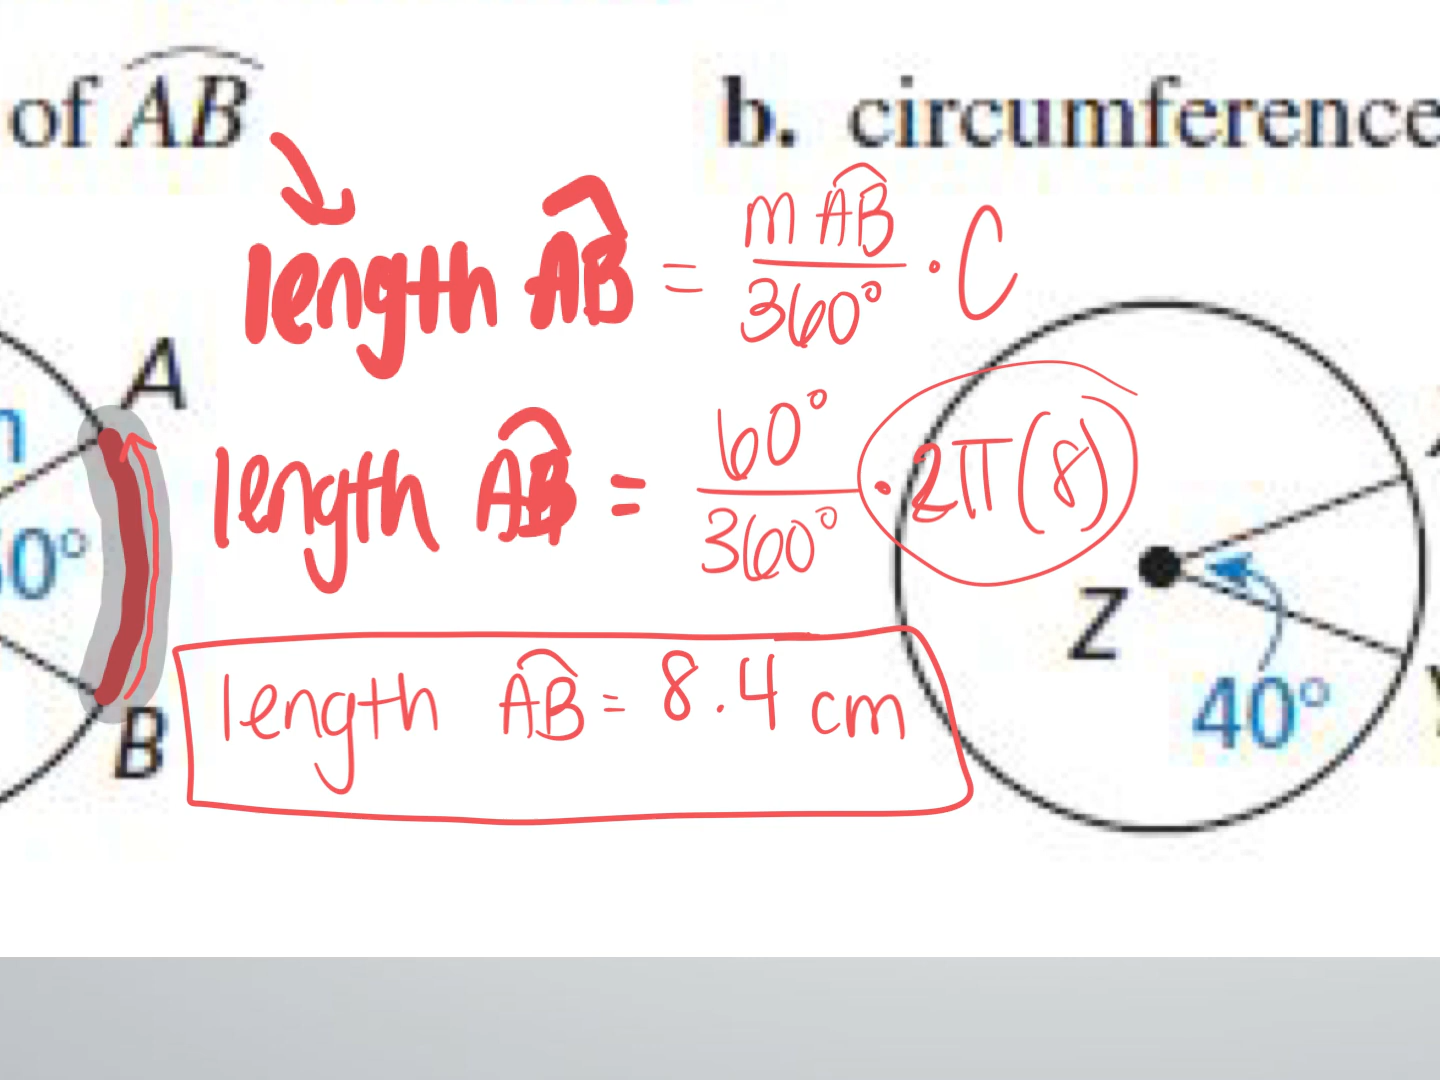 of AB
b. circumference
length AB = m AB / 360° · C
A
length AB = 60° / 360° · 2π(8)
0°
Z
length AB = 8.4 cm
40°
B